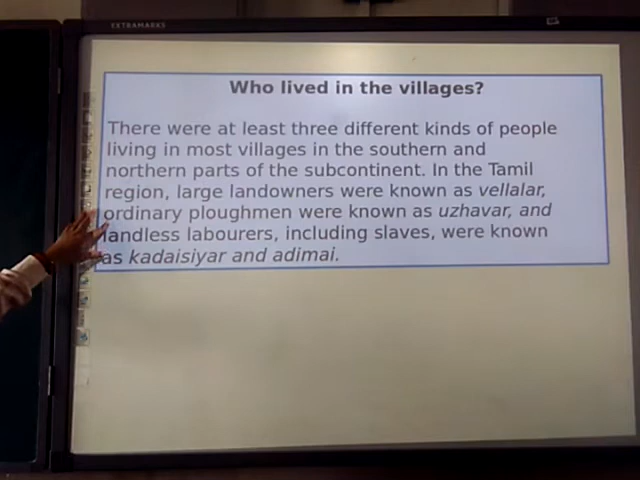 EXTRAMARKS
Who lived in the villages?
There were at least three different kinds of people
living in most villages in the southern and
northern parts of the subcontinent. In the Tamil
region, large landowners were known as vellalar,
ordinary ploughmen were known as uzhavar, and
landless labourers, including slaves, were known
as kadaisiyar and adimai.